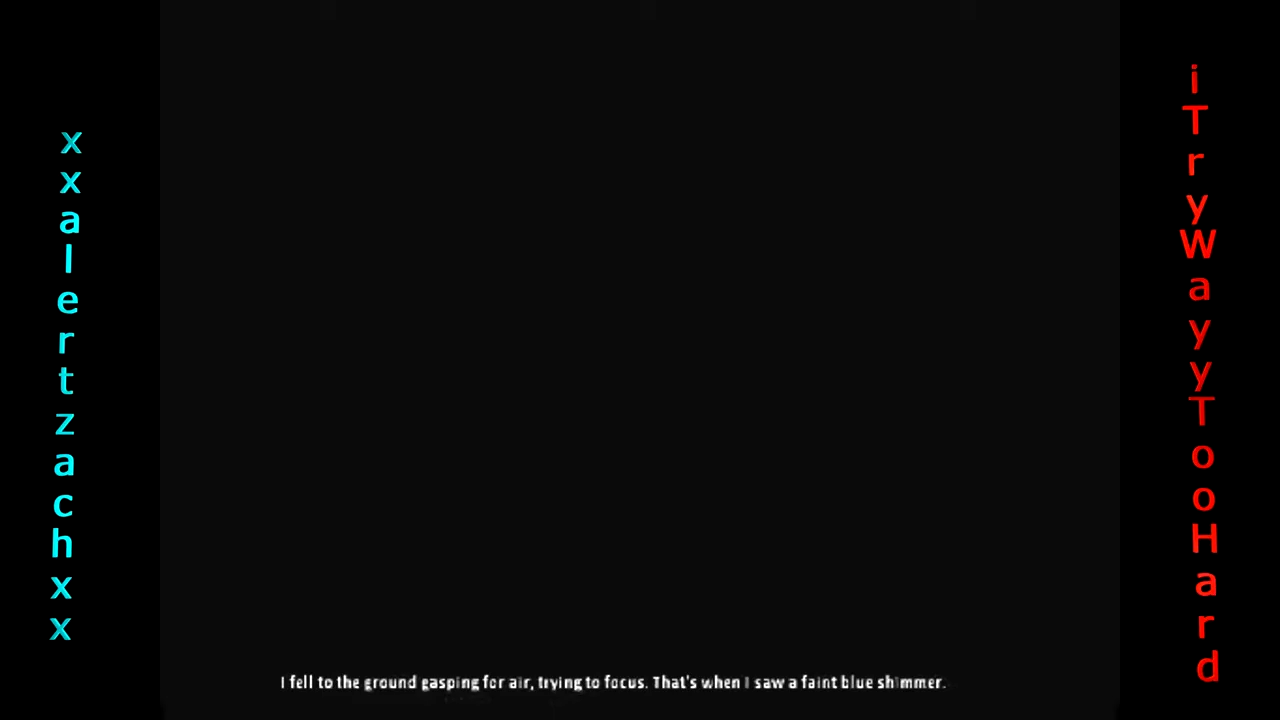 xxalertzachxx
iTryWayyTooHard
I fell to the ground gasping for air, trying to focus. That's when I saw a faint blue shimmer.